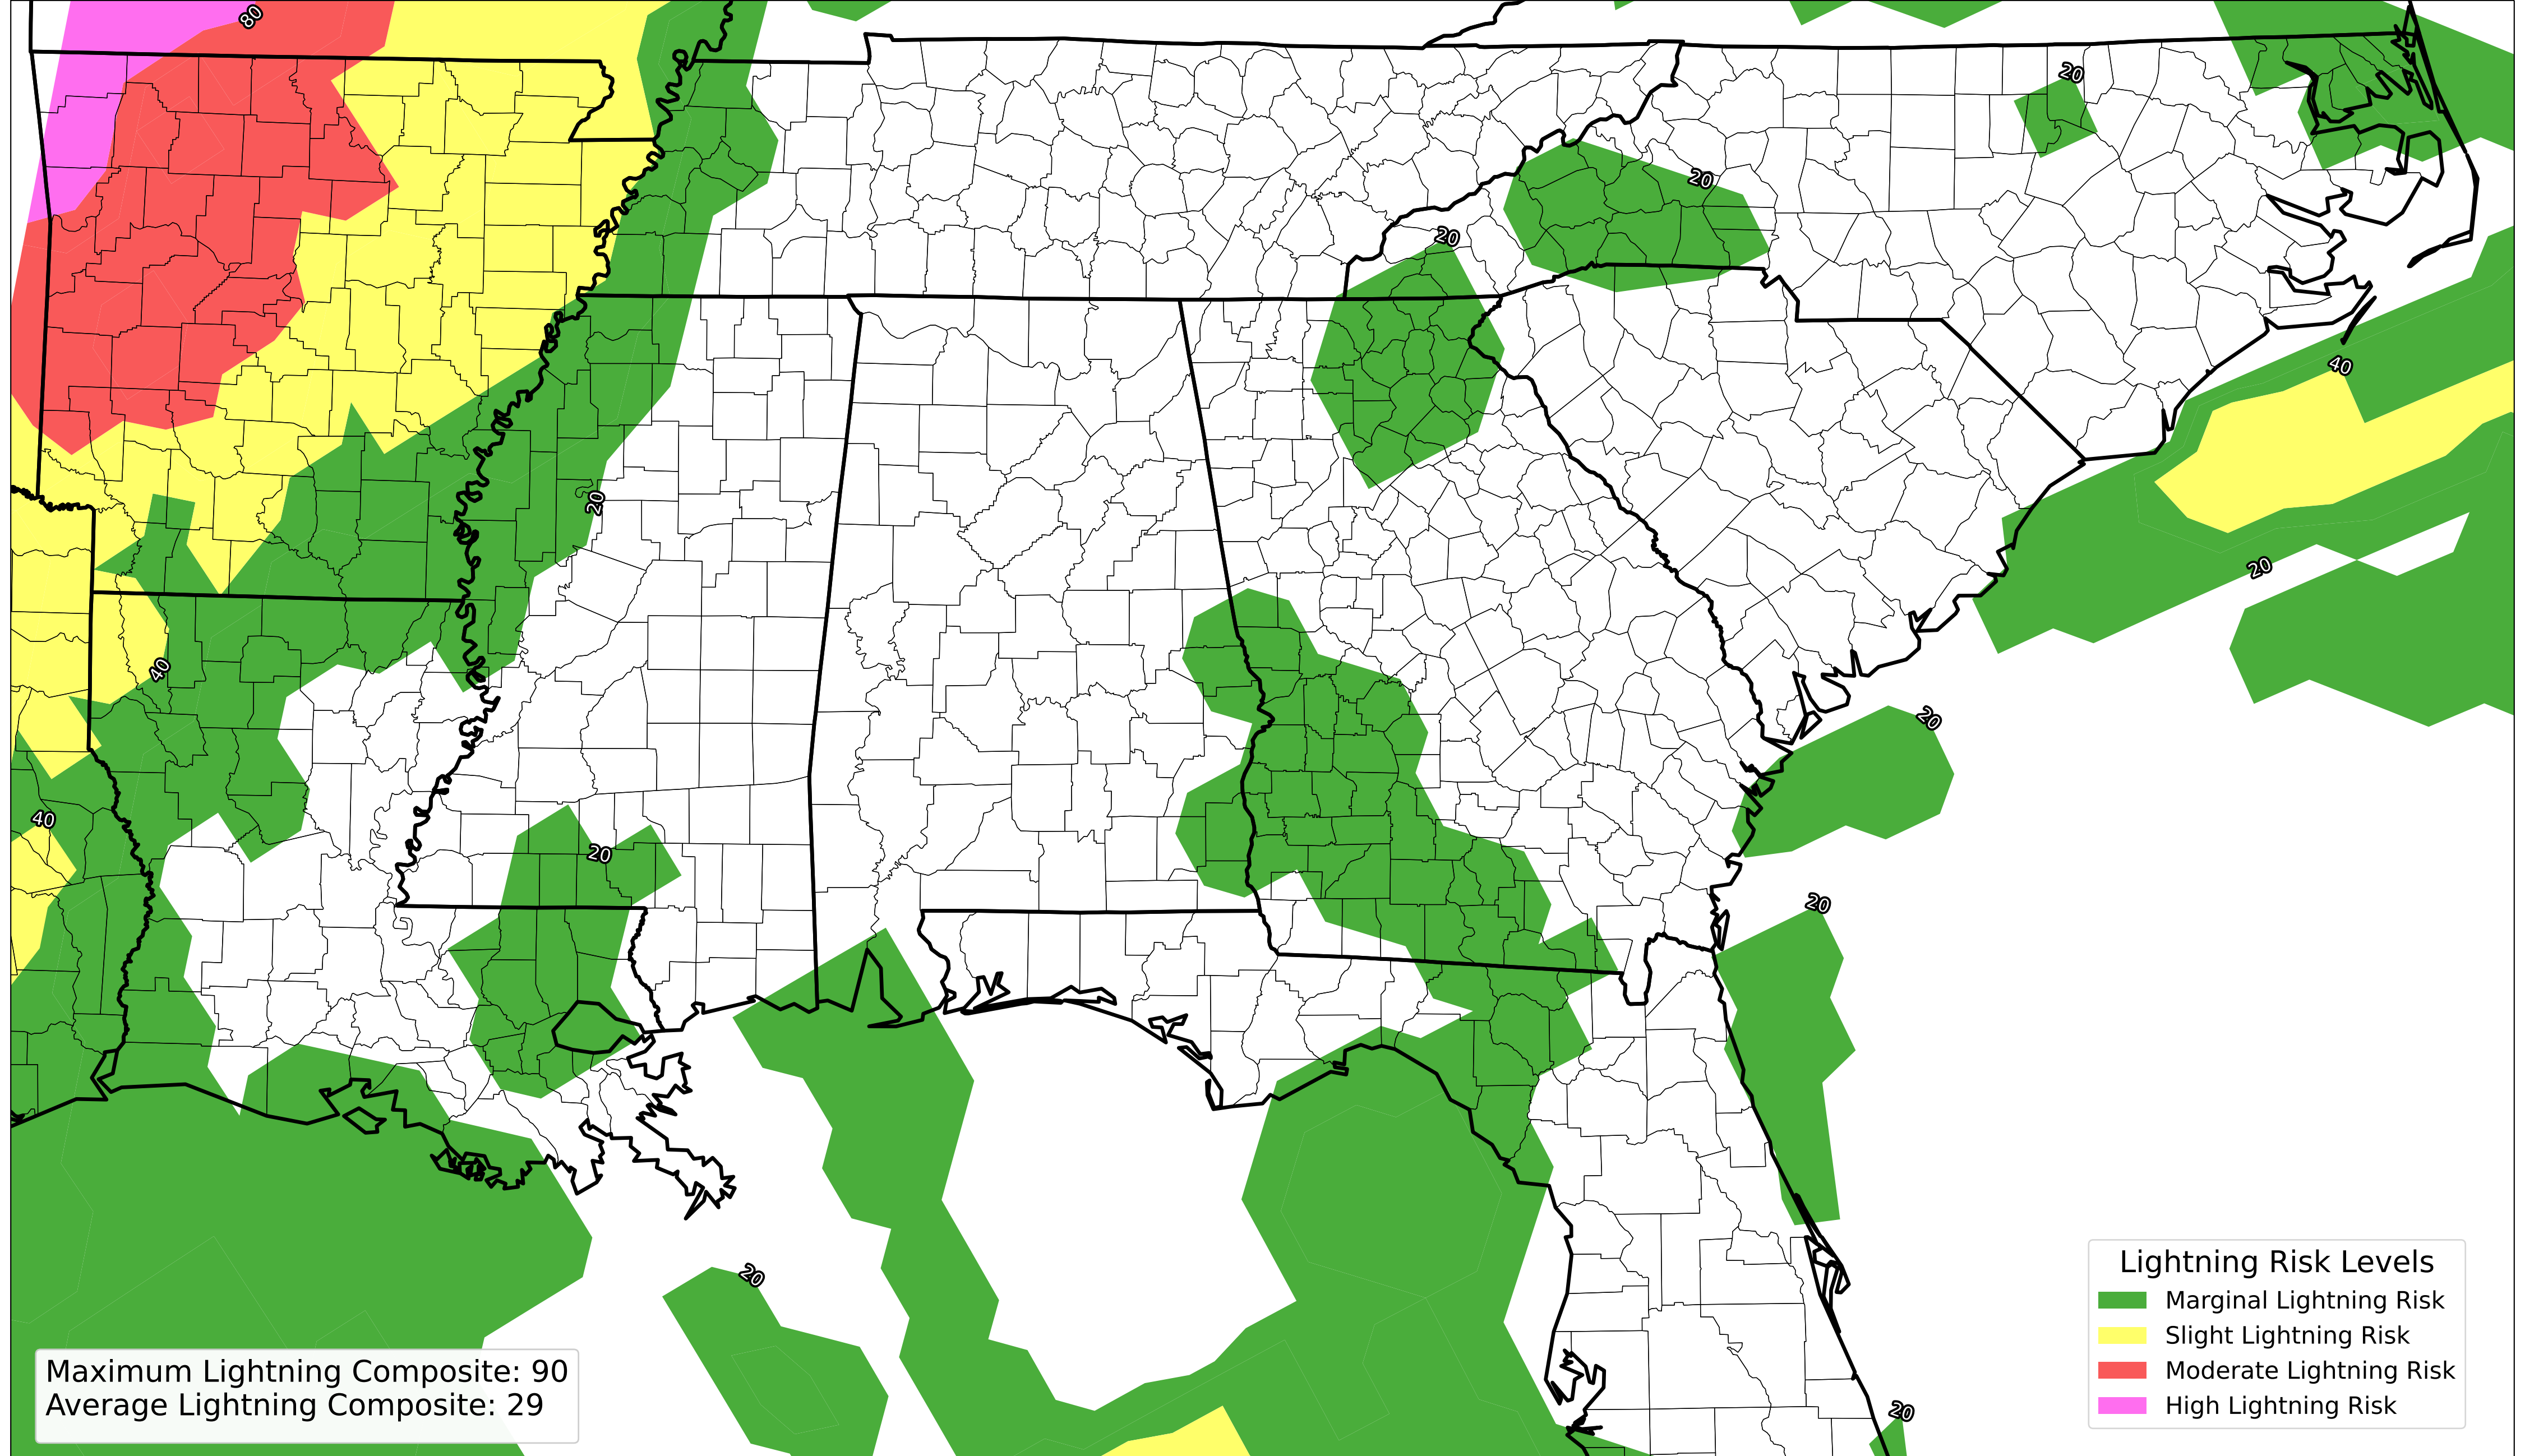 80
20
20
20
40
20
20
40
20
40
20
20
20
20
Maximum Lightning Composite: 90
Average Lightning Composite: 29
Lightning Risk Levels
Marginal Lightning Risk
Slight Lightning Risk
Moderate Lightning Risk
High Lightning Risk